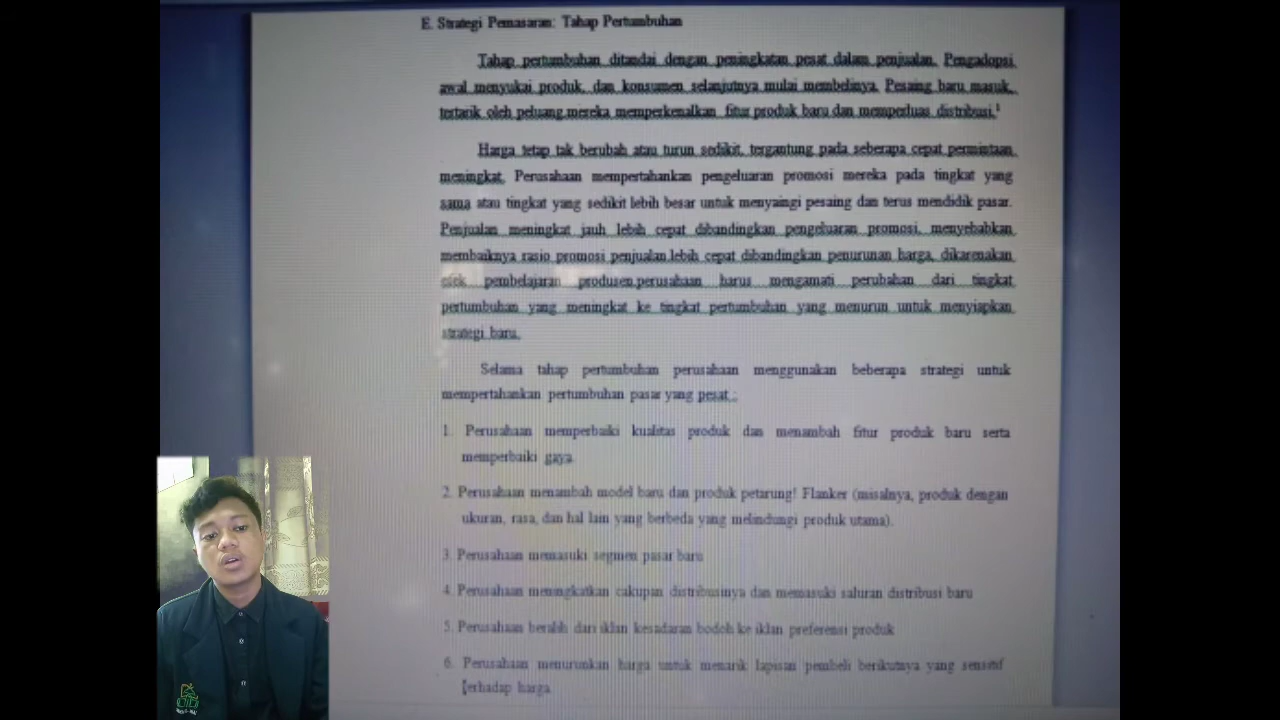 E. Strategi Pemasaran: Tahap Pertumbuhan
Tahap pertumbuhan ditandai dengan peningkatan pesat dalam penjualan. Pengadopsi
awal menyukai produk, dan konsumen selanjutnya mulai membelinya. Pesaing baru masuk,
tertarik oleh peluang.mereka memperkenalkan fitur produk baru dan memperluas distribusi.¹
Harga tetap tak berubah atau turun sedikit, tergantung pada seberapa cepat permintaan
meningkat. Perusahaan mempertahankan pengeluaran promosi mereka pada tingkat yang
sama atau tingkat yang sedikit lebih besar untuk menyaingi pesaing dan terus mendidik pasar.
Penjualan meningkat jauh lebih cepat dibandingkan pengeluaran promosi, menyebabkan
membaiknya rasio promosi penjualan.lebih cepat dibandingkan penurunan harga, dikarenakan
efek pembelajaran produsen.perusahaan harus mengamati perubahan dari tingkat
pertumbuhan yang meningkat ke tingkat pertumbuhan yang menurun untuk menyiapkan
strategi baru.
Selama tahap pertumbuhan perusahaan menggunakan beberapa strategi untuk
mempertahankan pertumbuhan pasar yang pesat :
1. Perusahaan memperbaiki kualitas produk dan menambah fitur produk baru serta
memperbaiki gaya.
2. Perusahaan menambah model baru dan produk petarung! Flanker (misalnya, produk dengan
ukuran, rasa, dan hal lain yang berbeda yang melindungi produk utama).
3. Perusahaan memasuki segmen pasar baru
4. Perusahaan meningkatkan cakupan distribusinya dan memasuki saluran distribusi baru
5. Perusahaan beralih dari iklan kesadaran bodoh ke iklan preferensi produk
6. Perusahaan menurunkan harga untuk menarik lapisan pembeli berikutnya yang sensitif
terhadap harga.